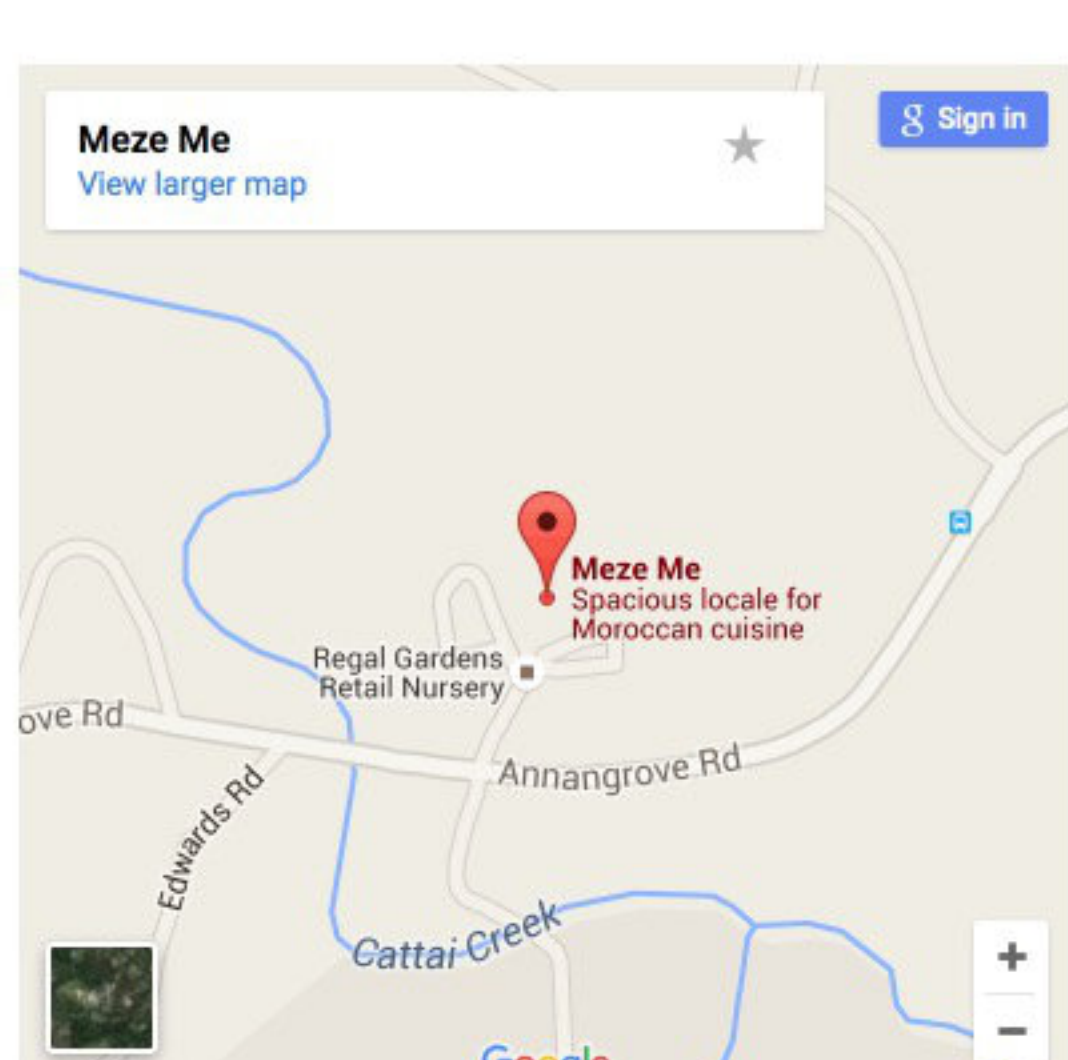 Meze Me
View larger map
g Sign in
Meze Me
Spacious locale for
Moroccan cuisine
Regal Gardens
Retail Nursery
ove Rd
Annangrove Rd
Edwards Rd
Cattai Creek
+
−
Google